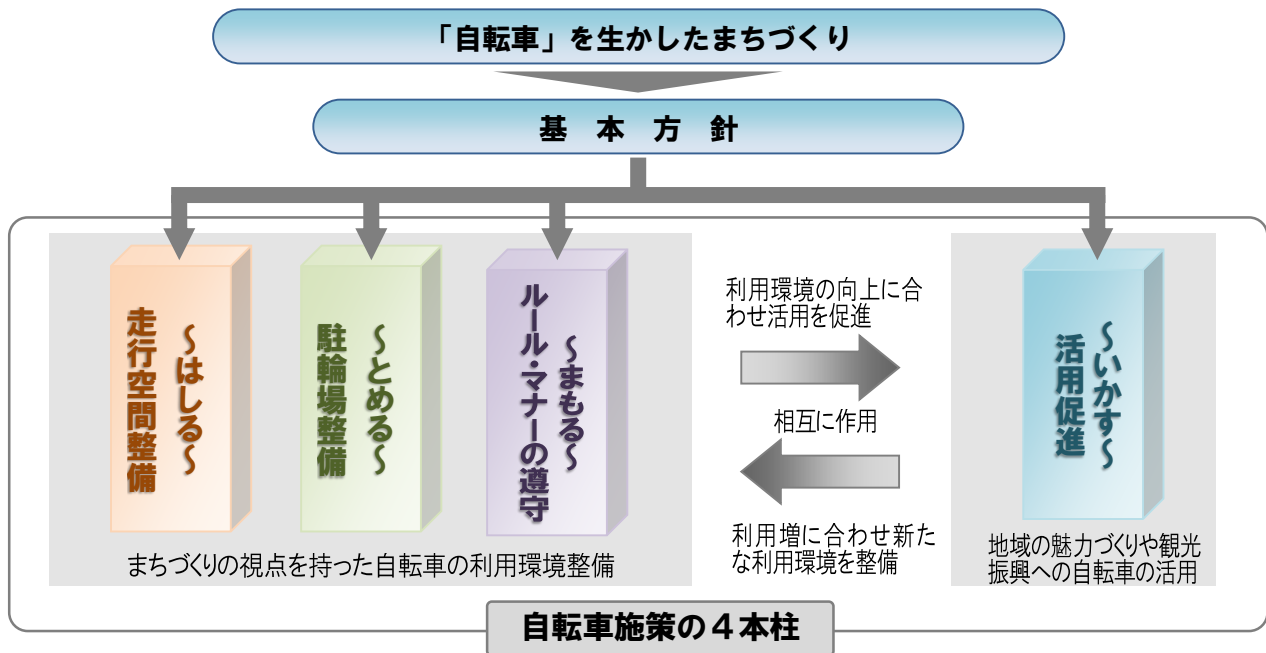 「自転車」を生かしたまちづくり
基本方針
～はしる～
走行空間整備
～とめる～
駐輪場整備
～まもる～
ルール・マナーの遵守
まちづくりの視点を持った自転車の利用環境整備
利用環境の向上に合
わせ活用を促進
相互に作用
利用増に合わせ新た
な利用環境を整備
～いかす～
活用促進
地域の魅力づくりや観光
振興への自転車の活用
自転車施策の４本柱